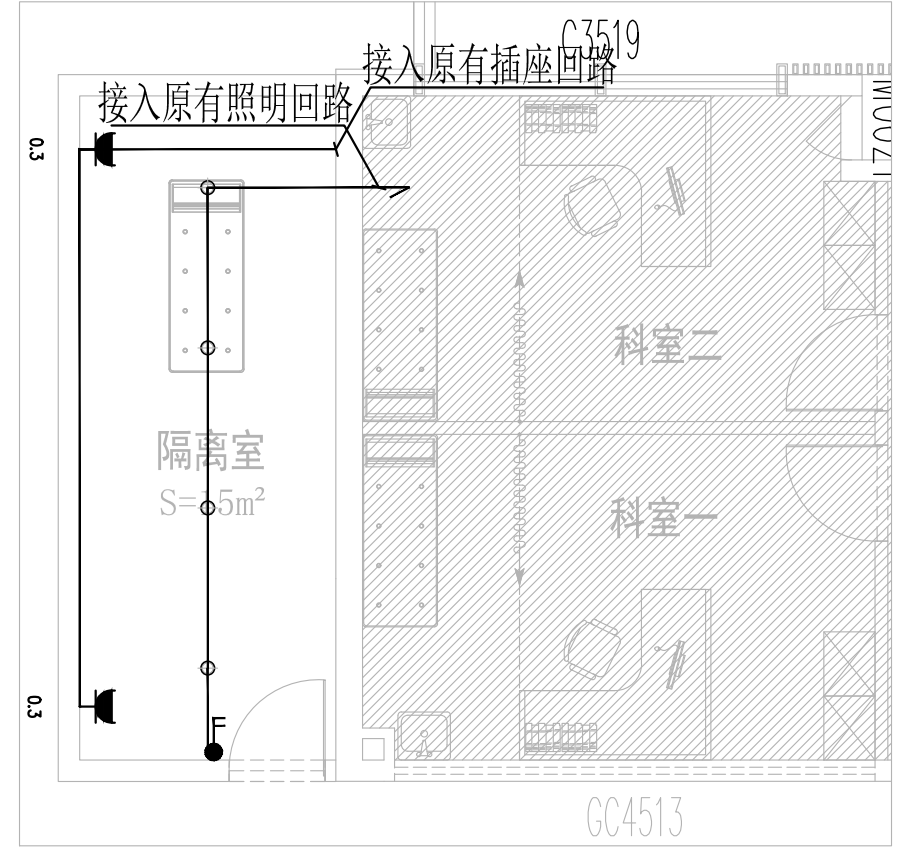 C3519
接入原有插座回路
接入原有照明回路
0.3
科室二
隔离室
S=15m²
科室一
0.3
F
GC4513